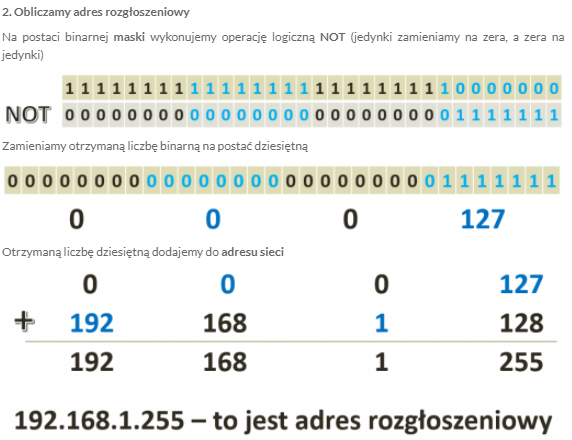 2. Obliczamy adres rozgłoszeniowy
Na postaci binarnej maski wykonujemy operację logiczną NOT (jedynki zamieniamy na zera, a zera na
jedynki)
1 1 1 1 1 1 1 1 1 1 1 1 1 1 1 1 1 1 1 1 1 1 1 1 1 0 0 0 0 0 0 0
NOT 0 0 0 0 0 0 0 0 0 0 0 0 0 0 0 0 0 0 0 0 0 0 0 0 0 1 1 1 1 1 1 1
Zamieniamy otrzymaną liczbę binarną na postać dziesiętną
0 0 0 0 0 0 0 0 0 0 0 0 0 0 0 0 0 0 0 0 0 0 0 0 0 1 1 1 1 1 1 1
0 0 0 127
Otrzymaną liczbę dziesiętną dodajemy do adresu sieci
0 0 0 127
+ 192 168 1 128
192 168 1 255
192.168.1.255 – to jest adres rozgłoszeniowy